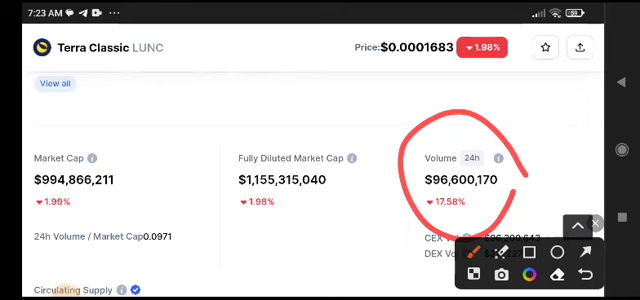 7:23 AM
59
Terra Classic LUNC
Price:$0.0001683 1.98%
View all
Market Cap
$994,866,211
1.99%
24h Volume / Market Cap0.0971
Fully Diluted Market Cap
$1,155,315,040
1.98%
Volume 24h
$96,600,170
17.58%
CEX
DEX
Circulating Supply